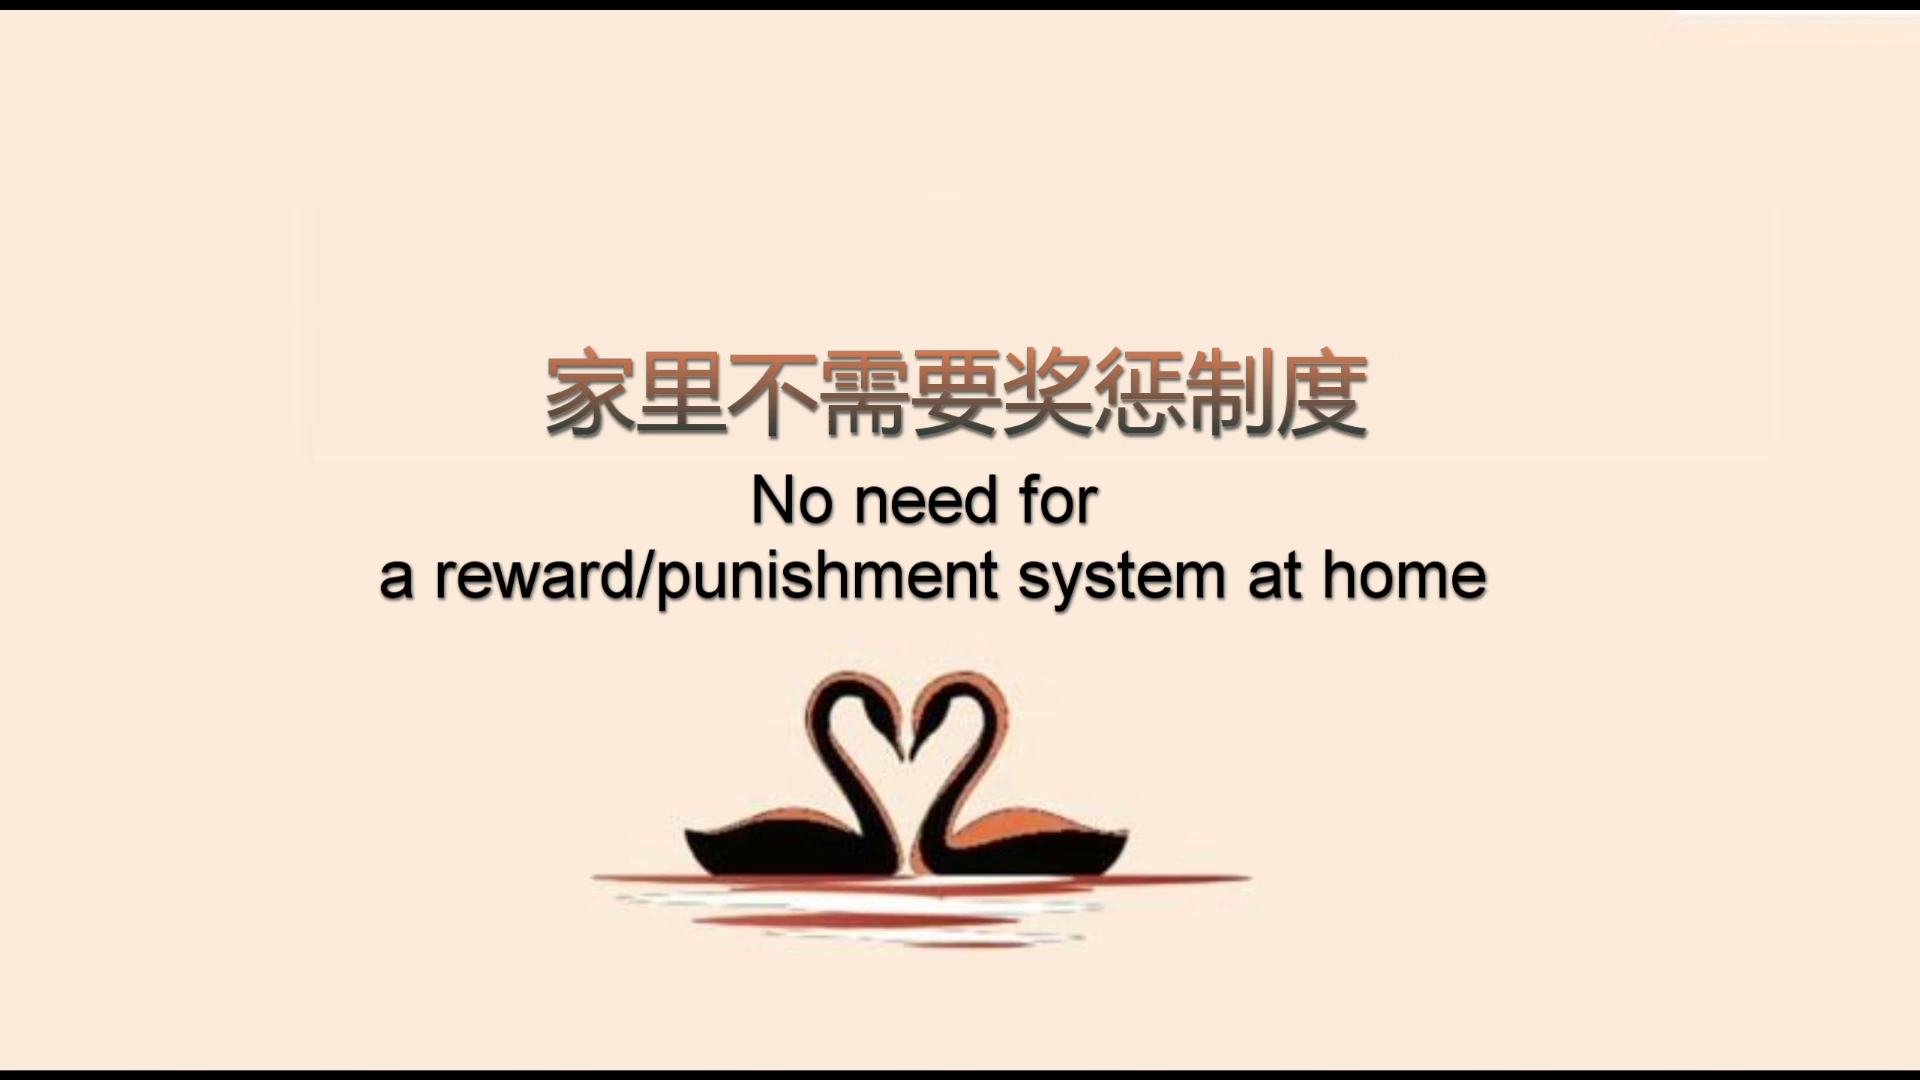 家里不需要奖惩制度
No need for
a reward/punishment system at home